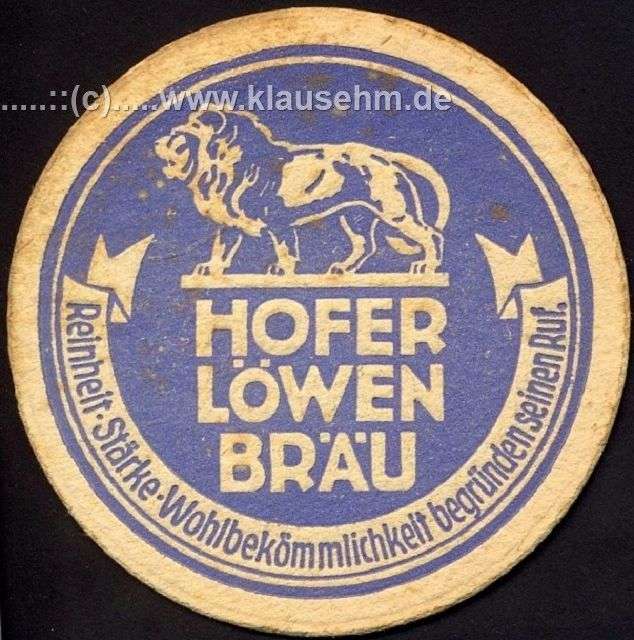 .....::(c).....www.klausehm.de
HOFER
LÖWEN
BRÄU
Reinheit · Stärke · Wohlbekömmlichkeit begründen seinen Ruf.